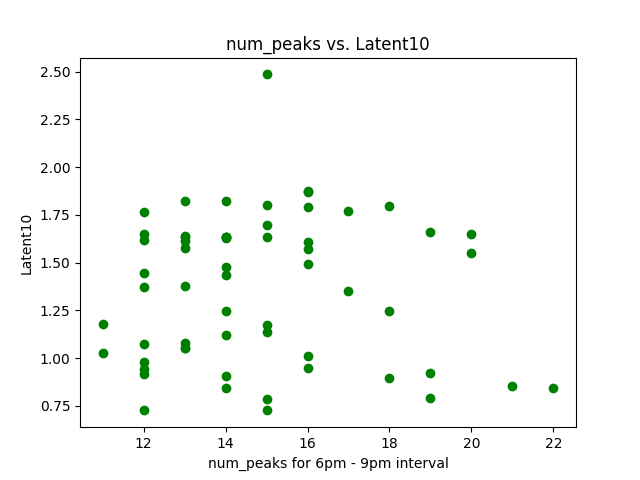 num_peaks vs. Latent10
2.50
2.25
2.00
1.75
1.50
1.25
1.00
0.75
Latent10
12 14 16 18 20 22
num_peaks for 6pm - 9pm interval